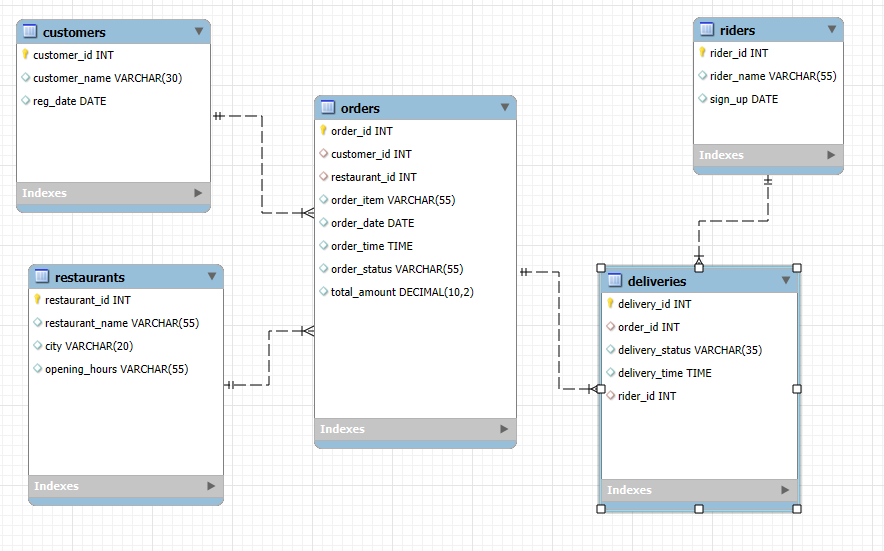 customers
customer_id INT
customer_name VARCHAR(30)
reg_date DATE
Indexes
restaurants
restaurant_id INT
restaurant_name VARCHAR(55)
city VARCHAR(20)
opening_hours VARCHAR(55)
Indexes
orders
order_id INT
customer_id INT
restaurant_id INT
order_item VARCHAR(55)
order_date DATE
order_time TIME
order_status VARCHAR(55)
total_amount DECIMAL(10,2)
Indexes
riders
rider_id INT
rider_name VARCHAR(55)
sign_up DATE
Indexes
deliveries
delivery_id INT
order_id INT
delivery_status VARCHAR(35)
delivery_time TIME
rider_id INT
Indexes